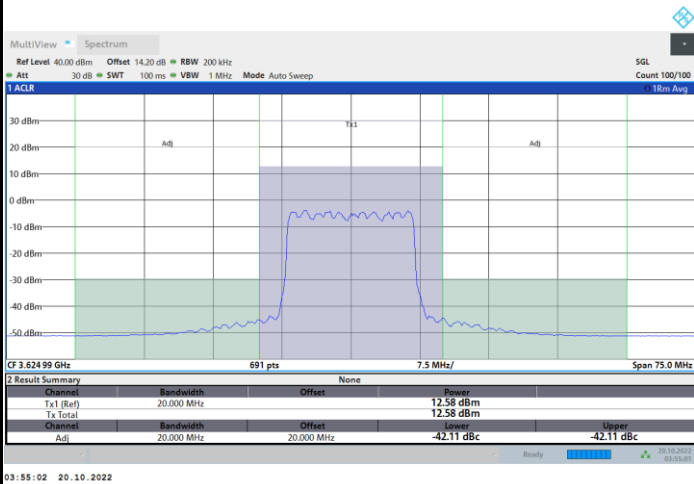 MultiView Spectrum
Ref Level 40.00 dBm Offset 14.20 dB RBW 200 kHz SGL
Att 30 dB SWT 100 ms VBW 1 MHz Mode Auto Sweep Count 100/100
1 ACLR 1Rm Avg
30 dBm
Tx1
20 dBm
Adj Adj
10 dBm
0 dBm
-10 dBm
-20 dBm
-30 dBm
-40 dBm
-50 dBm
CF 3.624 99 GHz 691 pts 7.5 MHz/ Span 75.0 MHz
2 Result Summary None
Channel Bandwidth Offset Power
Tx1 (Ref) 20.000 MHz 12.58 dBm
Tx Total 12.58 dBm
Channel Bandwidth Offset Lower Upper
Adj 20.000 MHz 20.000 MHz -42.11 dBc -42.11 dBc
Ready 20.10.2022
03:55:01
03:55:02 20.10.2022